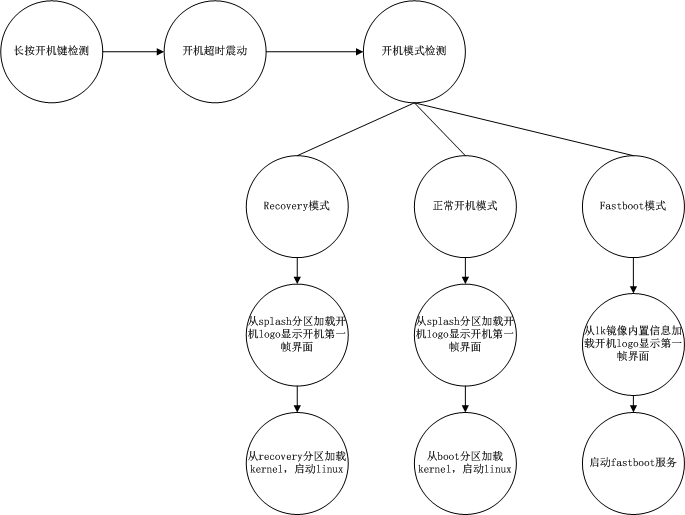 长按开机键检测
开机超时震动
开机模式检测
Recovery模式
正常开机模式
Fastboot模式
从splash分区加载开
机logo显示开机第一
帧界面
从splash分区加载开
机logo显示开机第一
帧界面
从lk镜像内置信息加
载开机logo显示第一
帧界面
从recovery分区加载
kernel，启动linux
从boot分区加载
kernel，启动linux
启动fastboot服务